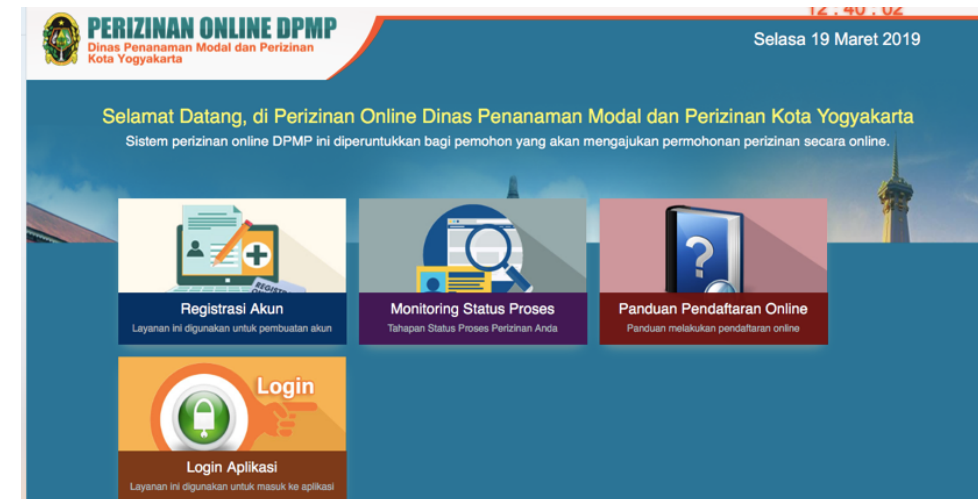 12 : 40 : 02
PERIZINAN ONLINE DPMP
Dinas Penanaman Modal dan Perizinan
Kota Yogyakarta
Selasa 19 Maret 2019
Selamat Datang, di Perizinan Online Dinas Penanaman Modal dan Perizinan Kota Yogyakarta
Sistem perizinan online DPMP ini diperuntukkan bagi pemohon yang akan mengajukan permohonan perizinan secara online.
Registrasi Akun
Layanan ini digunakan untuk pembuatan akun
Monitoring Status Proses
Tahapan Status Proses Perizinan Anda
?
Panduan Pendaftaran Online
Panduan melakukan pendaftaran online
Login
Login Aplikasi
Layanan ini digunakan untuk masuk ke aplikasi